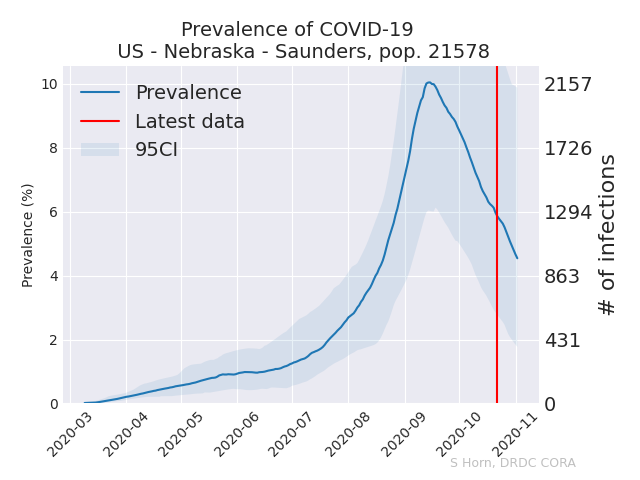 Prevalence of COVID-19
US - Nebraska - Saunders, pop. 21578
Prevalence
Latest data
95CI
Prevalence (%)
10
8
6
4
2
0
2157
1726
1294
863
431
0
# of infections
2020-03
2020-04
2020-05
2020-06
2020-07
2020-08
2020-09
2020-10
2020-11
S Horn, DRDC CORA